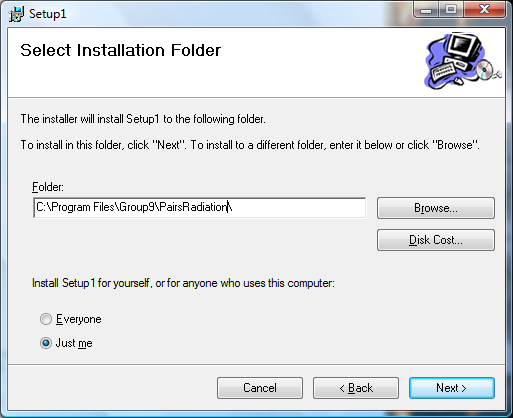 Setup1
Select Installation Folder
The installer will install Setup1 to the following folder.
To install in this folder, click "Next". To install to a different folder, enter it below or click "Browse".
Folder:
C:\Program Files\Group9\PairsRadiation\
Browse...
Disk Cost...
Install Setup1 for yourself, or for anyone who uses this computer:
Everyone
Just me
Cancel
< Back
Next >